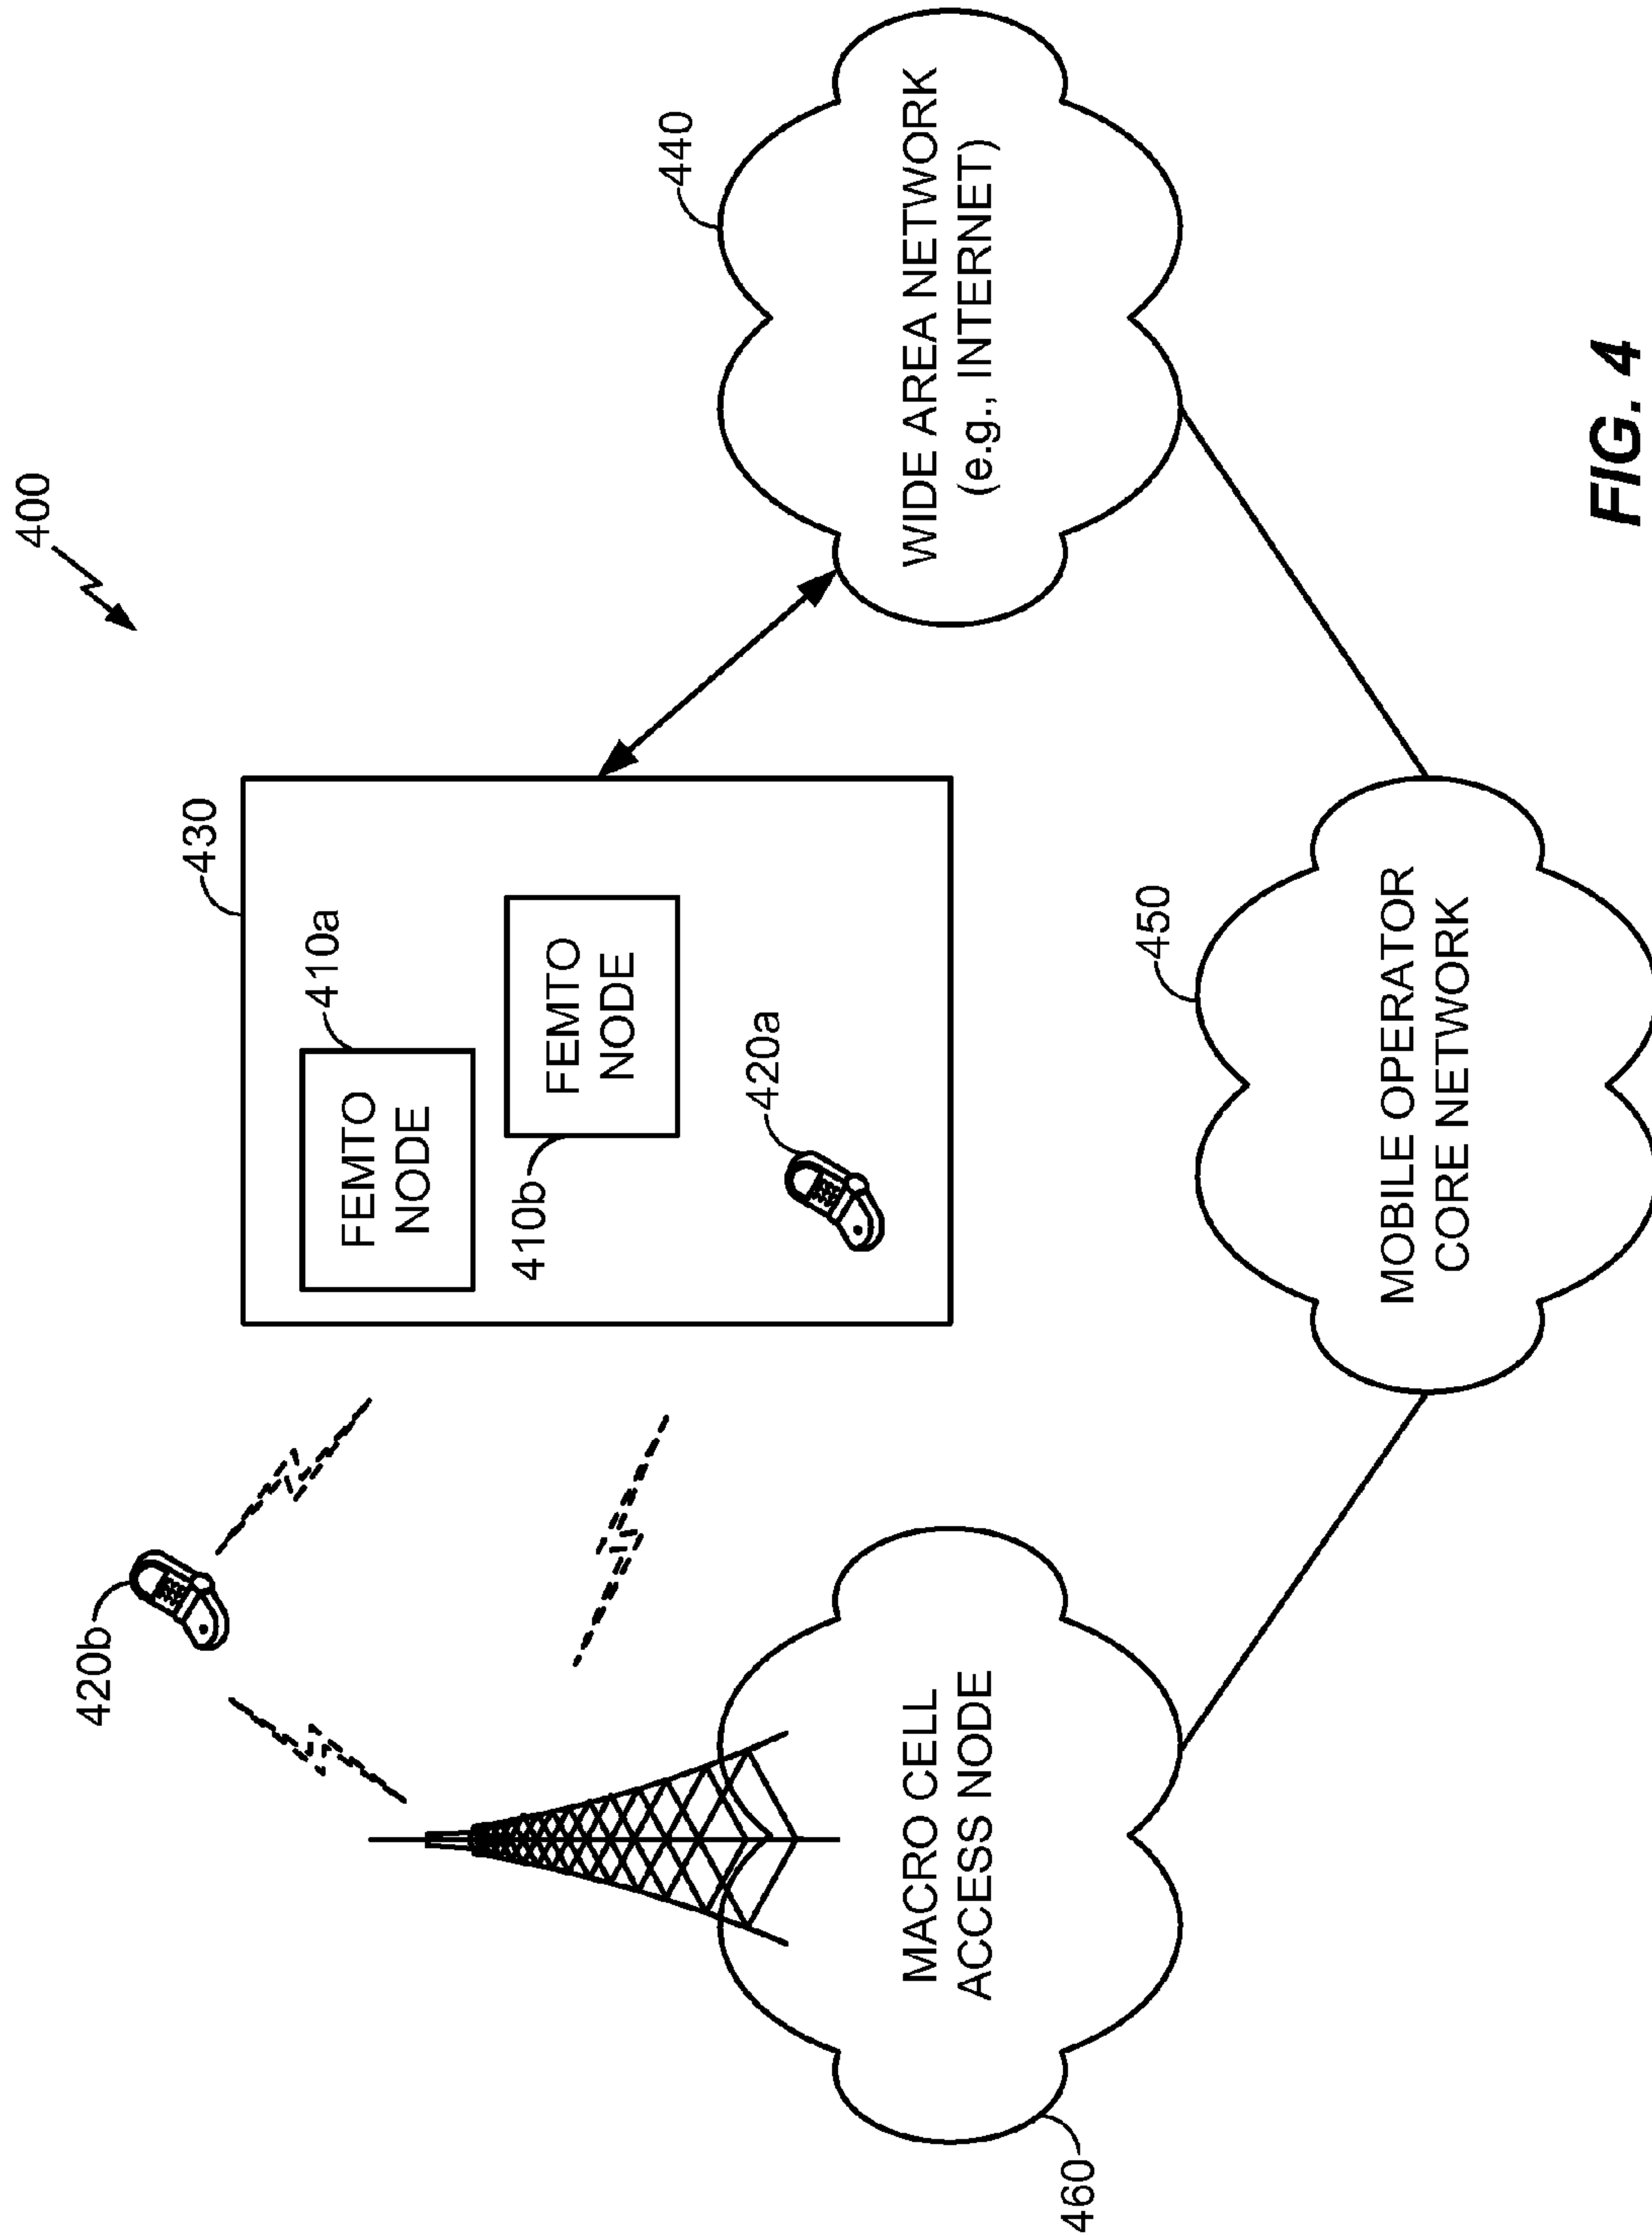 400
420b
430
410a
FEMTO
NODE
410b
FEMTO
NODE
420a
440
WIDE AREA NETWORK
(e.g., INTERNET)
MACRO CELL
ACCESS NODE
460
450
MOBILE OPERATOR
CORE NETWORK
FIG. 4